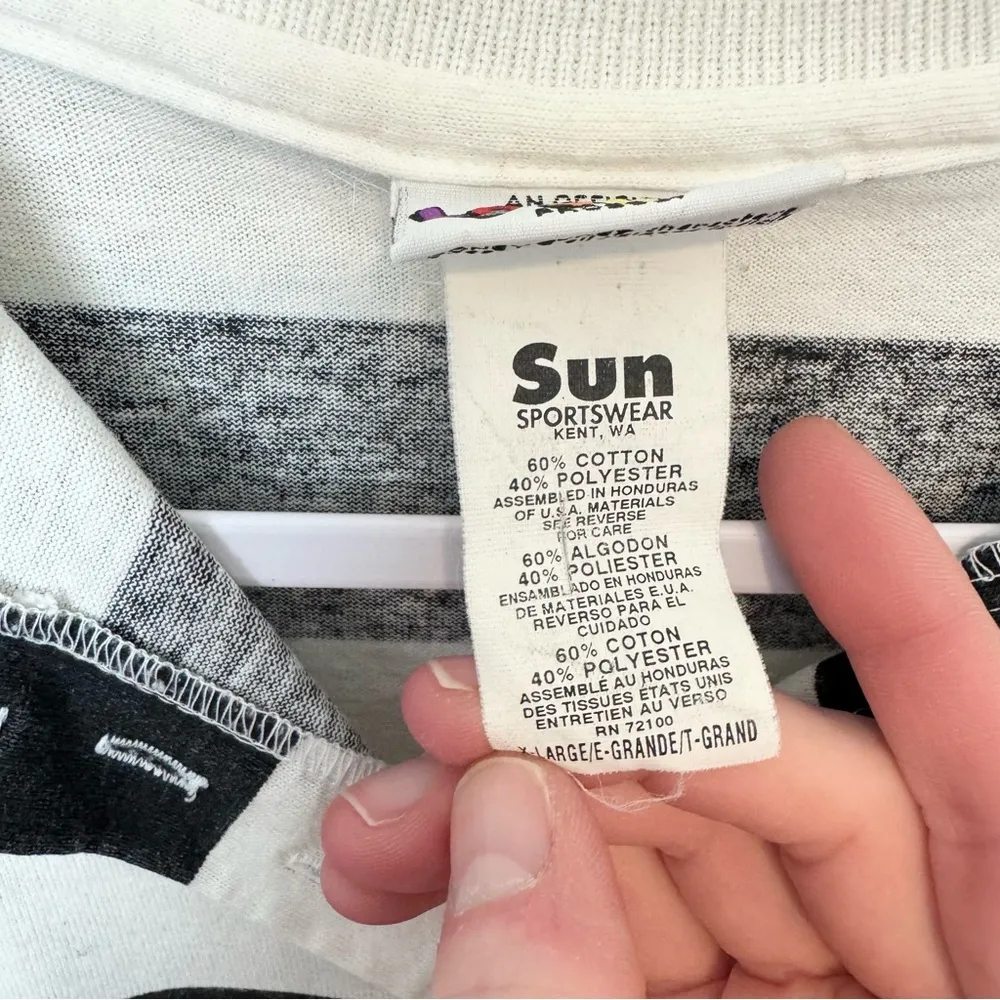 AN
Sun
SPORTSWEAR
KENT, WA
60% COTTON
40% POLYESTER
ASSEMBLED IN HONDURAS
OF U.S.A. MATERIALS
SEE REVERSE
FOR CARE
60% ALGODON
40% POLIESTER
ENSAMBLADO EN HONDURAS
DE MATERIALES E.U.A.
REVERSO PARA EL
CUIDADO
60% COTON
40% POLYESTER
ASSEMBLÉ AU HONDURAS
DES TISSUES ÉTATS UNIS
ENTRETIEN AU VERSO
RN 72100
X-LARGE/E-GRANDE/T-GRAND